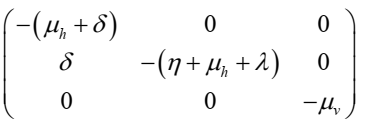 -(μ_h + δ) 0 0
δ -(η + μ_h + λ) 0
0 0 -μ_v